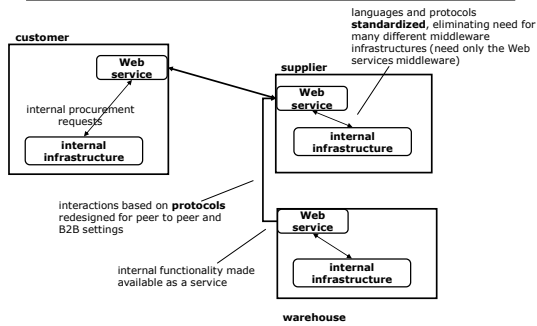 languages and protocols
standardized, eliminating need for
many different middleware
infrastructures (need only the Web
services middleware)
customer
Web
service
internal procurement
requests
internal
infrastructure
supplier
Web
service
internal
infrastructure
interactions based on protocols
redesigned for peer to peer and
B2B settings
Web
service
internal
infrastructure
internal functionality made
available as a service
warehouse